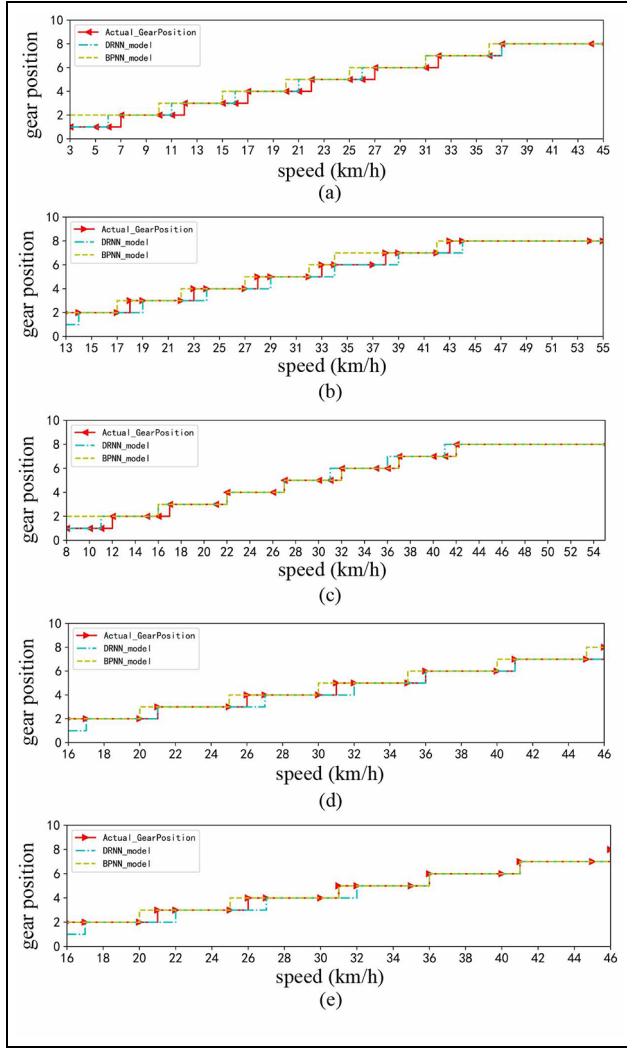 10
8
6
4
2
0
gear position
Actual_GearPosition
DRNN_model
BPNN_model
3 5 7 9 11 13 15 17 19 21 23 25 27 29 31 33 35 37 39 41 43 45
speed (km/h)
(a)
10
8
6
4
2
0
gear position
Actual_GearPosition
DRNN_model
BPNN_model
13 15 17 19 21 23 25 27 29 31 33 35 37 39 41 43 45 47 49 51 53 55
speed (km/h)
(b)
10
8
6
4
2
0
gear position
Actual_GearPosition
DRNN_model
BPNN_model
8 10 12 14 16 18 20 22 24 26 28 30 32 34 36 38 40 42 44 46 48 50 52 54
speed (km/h)
(c)
10
8
6
4
2
0
gear position
Actual_GearPosition
DRNN_model
BPNN_model
16 18 20 22 24 26 28 30 32 34 36 38 40 42 44 46
speed (km/h)
(d)
10
8
6
4
2
0
gear position
Actual_GearPosition
DRNN_model
BPNN_model
16 18 20 22 24 26 28 30 32 34 36 38 40 42 44 46
speed (km/h)
(e)